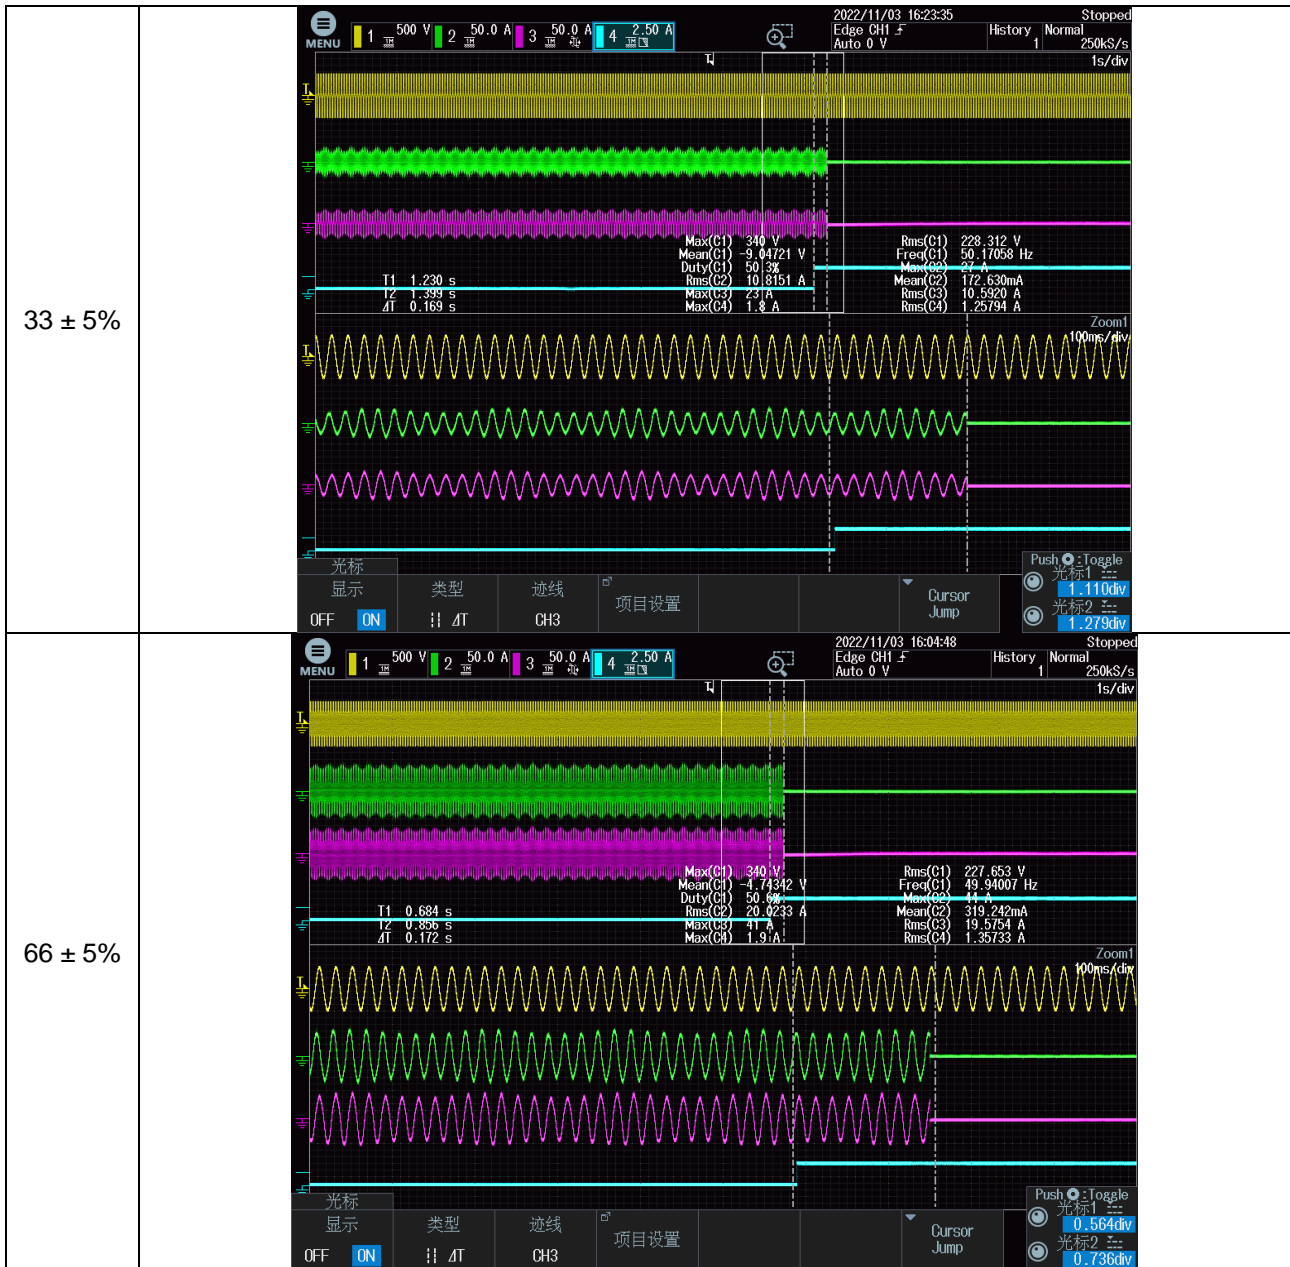 33 ± 5%
MENU
1 500 V 2 50.0 A 3 50.0 A 4 2.50 A
2022/11/03 16:23:35 Stopped
Edge CH1 History Normal
Auto 0 V 1 250kS/s
1s/div
Max(C1) 340 V Rms(C1) 228.312 V
Mean(C1) -9.04721 V Freq(C1) 50.17058 Hz
Duty(C1) 50.3% Max(C2) 27 A
T1 1.230 s Rms(C2) 10.8151 A Mean(C2) 172.630mA
T2 1.399 s Max(C3) 23 A Rms(C3) 10.5920 A
ΔT 0.169 s Max(C4) 1.8 A Rms(C4) 1.25794 A
Zoom1
100ms/div
光标
显示 类型 迹线 项目设置 Cursor Jump
OFF ON ΔT CH3
Push :Toggle
光标1
1.110div
光标2
1.279div
66 ± 5%
MENU
1 500 V 2 50.0 A 3 50.0 A 4 2.50 A
2022/11/03 16:04:48 Stopped
Edge CH1 History Normal
Auto 0 V 1 250kS/s
1s/div
Max(C1) 340 V Rms(C1) 227.653 V
Mean(C1) -4.74342 V Freq(C1) 49.94007 Hz
Duty(C1) 50.6% Max(C2) 44 A
T1 0.684 s Rms(C2) 20.0233 A Mean(C2) 319.242mA
T2 0.856 s Max(C3) 41 A Rms(C3) 19.5754 A
ΔT 0.172 s Max(C4) 1.9 A Rms(C4) 1.35733 A
Zoom1
100ms/div
光标
显示 类型 迹线 项目设置 Cursor Jump
OFF ON ΔT CH3
Push :Toggle
光标1
0.564div
光标2
0.736div